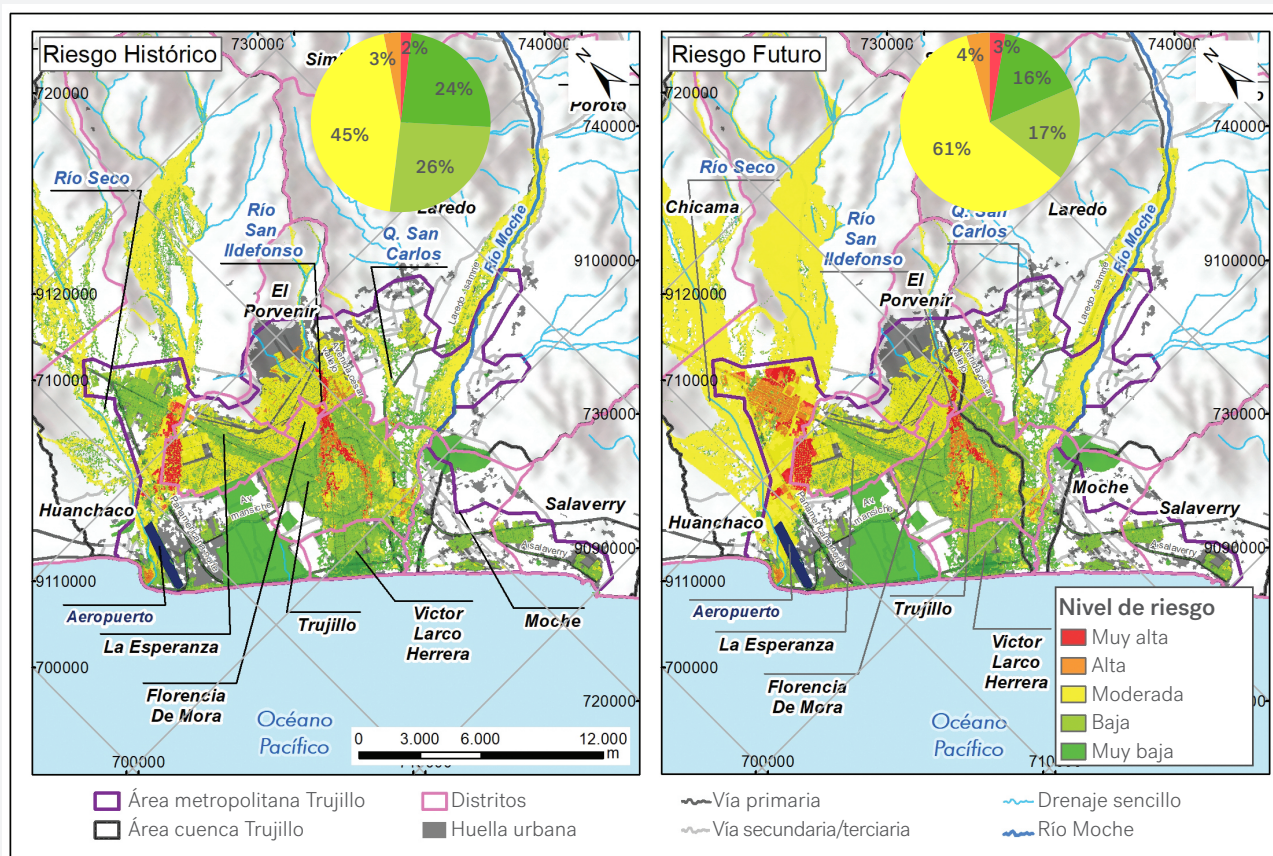 Riesgo Histórico
730000
740000
N
3%
2%
24%
45%
26%
720000
Poroto
740000
Río Seco
Río
San
Ildefonso
Laredo
Q. San
Carlos
Río Moche
9100000
9120000
El
Porvenir
710000
730000
Huanchaco
Av.
mansiche
Salaverry
9090000
9110000
Aeropuerto
La Esperanza
Trujillo
Victor
Larco
Herrera
Moche
700000
Florencia
De Mora
720000
Océano
Pacífico
0 3.000 6.000 12.000
m
700000
Riesgo Futuro
730000
740000
N
4%
3%
16%
17%
61%
720000
740000
Río Seco
Chicama
Río
San
Ildefonso
Q. San
Carlos
Laredo
Río Moche
9100000
9120000
El
Porvenir
710000
730000
Moche
Salaverry
Huanchaco
Av.
mansiche
9090000
9110000
Aeropuerto
La Esperanza
Trujillo
Victor
Larco
Herrera
700000
Florencia
De Mora
Océano
Pacífico
700000
Nivel de riesgo
Muy alta
Alta
Moderada
Baja
Muy baja
Área metropolitana Trujillo
Distritos
Vía primaria
Drenaje sencillo
Área cuenca Trujillo
Huella urbana
Vía secundaria/terciaria
Río Moche